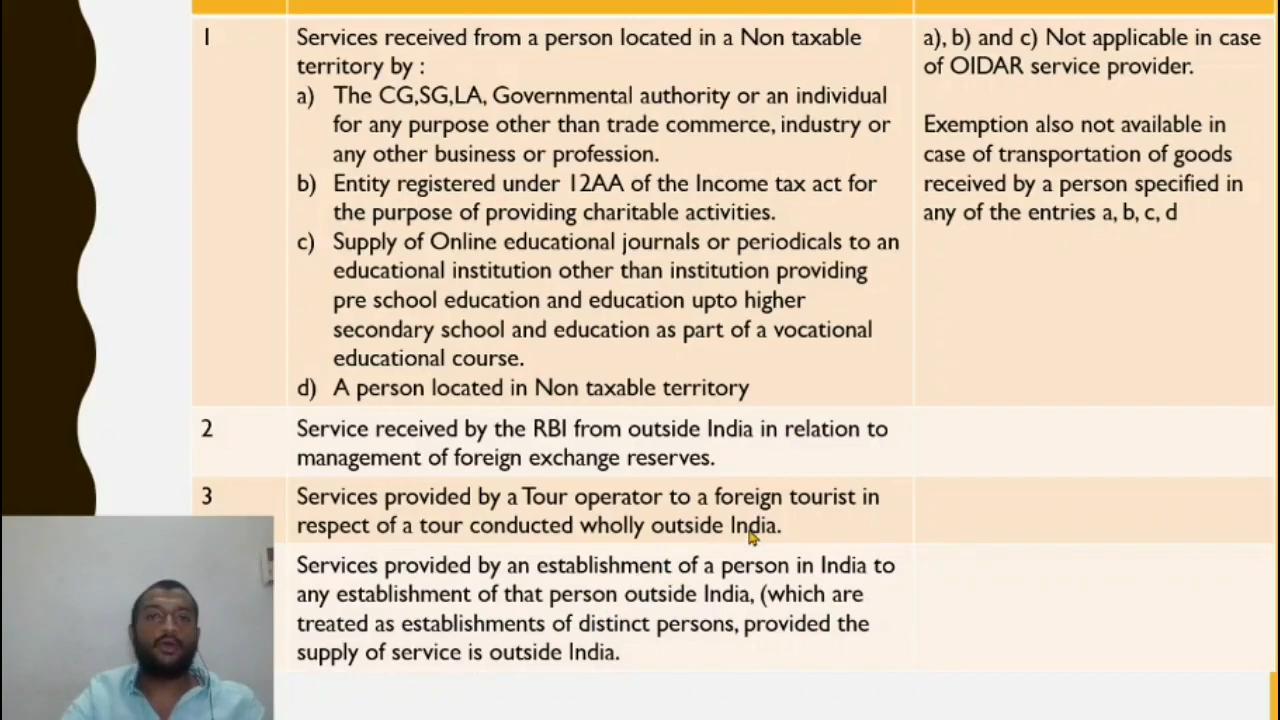 1
Services received from a person located in a Non taxable
territory by :
a) The CG,SG,LA, Governmental authority or an individual
for any purpose other than trade commerce, industry or
any other business or profession.
b) Entity registered under 12AA of the Income tax act for
the purpose of providing charitable activities.
c) Supply of Online educational journals or periodicals to an
educational institution other than institution providing
pre school education and education upto higher
secondary school and education as part of a vocational
educational course.
d) A person located in Non taxable territory
a), b) and c) Not applicable in case
of OIDAR service provider.
Exemption also not available in
case of transportation of goods
received by a person specified in
any of the entries a, b, c, d
2
Service received by the RBI from outside India in relation to
management of foreign exchange reserves.
3
Services provided by a Tour operator to a foreign tourist in
respect of a tour conducted wholly outside India.
Services provided by an establishment of a person in India to
any establishment of that person outside India, (which are
treated as establishments of distinct persons, provided the
supply of service is outside India.